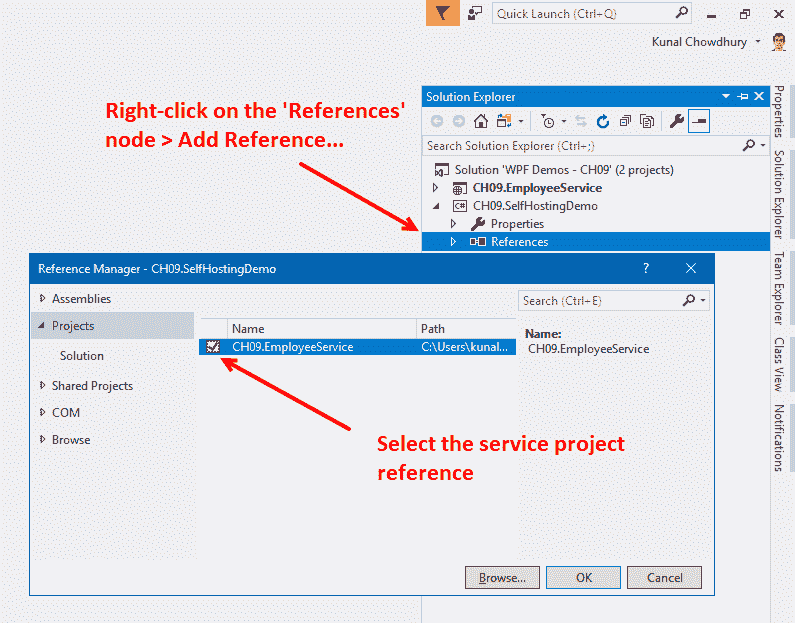 Quick Launch (Ctrl+Q)
Kunal Chowdhury
Right-click on the 'References'
node > Add Reference...
Solution Explorer
Search Solution Explorer (Ctrl+;)
Solution 'WPF Demos - CH09' (2 projects)
CH09.EmployeeService
C# CH09.SelfHostingDemo
Properties
References
Properties
Solution Explorer
Team Explorer
Class View
Notifications
Reference Manager - CH09.SelfHostingDemo
?
Assemblies
Projects
Solution
Shared Projects
COM
Browse
Name Path
CH09.EmployeeService C:\Users\kunal...
Search (Ctrl+E)
Name:
CH09.EmployeeService
Select the service project
reference
Browse... OK Cancel